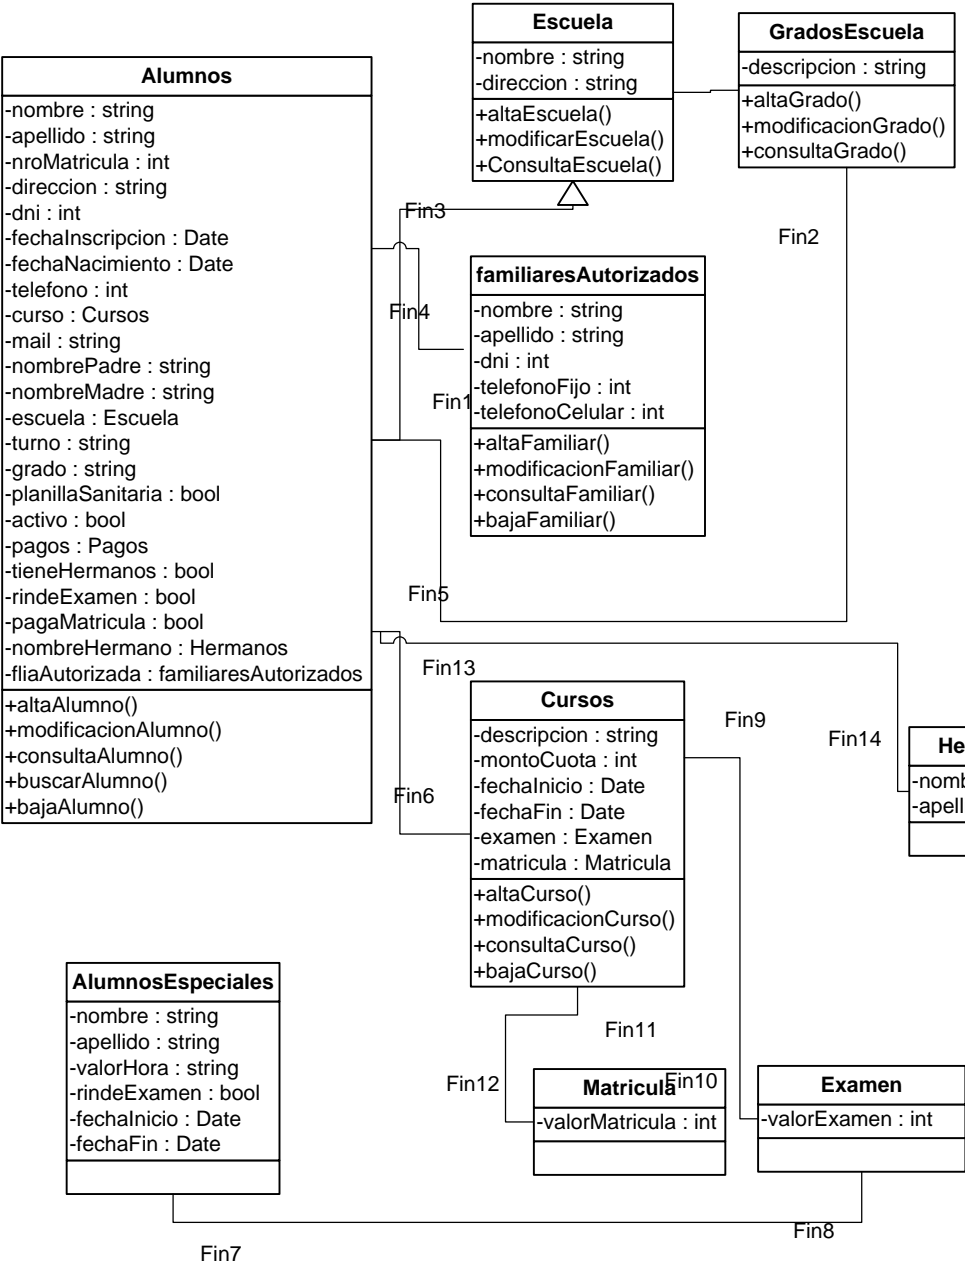 Escuela
-nombre : string
-direccion : string
+altaEscuela()
+modificarEscuela()
+ConsultaEscuela()
GradosEscuela
-descripcion : string
+altaGrado()
+modificacionGrado()
+consultaGrado()
Alumnos
-nombre : string
-apellido : string
-nroMatricula : int
-direccion : string
-dni : int
-fechaInscripcion : Date
-fechaNacimiento : Date
-telefono : int
-curso : Cursos
-mail : string
-nombrePadre : string
-nombreMadre : string
-escuela : Escuela
-turno : string
-grado : string
-planillaSanitaria : bool
-activo : bool
-pagos : Pagos
-tieneHermanos : bool
-rindeExamen : bool
-pagaMatricula : bool
-nombreHermano : Hermanos
-fliaAutorizada : familiaresAutorizados
+altaAlumno()
+modificacionAlumno()
+consultaAlumno()
+buscarAlumno()
+bajaAlumno()
Fin3
Fin2
Fin4
Fin1
familiaresAutorizados
-nombre : string
-apellido : string
-dni : int
-telefonoFijo : int
-telefonoCelular : int
+altaFamiliar()
+modificacionFamiliar()
+consultaFamiliar()
+bajaFamiliar()
Fin5
Fin13
Fin6
Cursos
-descripcion : string
-montoCuota : int
-fechaInicio : Date
-fechaFin : Date
-examen : Examen
-matricula : Matricula
+altaCurso()
+modificacionCurso()
+consultaCurso()
+bajaCurso()
Fin9
Fin14
He
-nomb
-apell
AlumnosEspeciales
-nombre : string
-apellido : string
-valorHora : string
-rindeExamen : bool
-fechaInicio : Date
-fechaFin : Date
Fin11
Fin12
Fin10
Matricula
-valorMatricula : int
Examen
-valorExamen : int
Fin8
Fin7